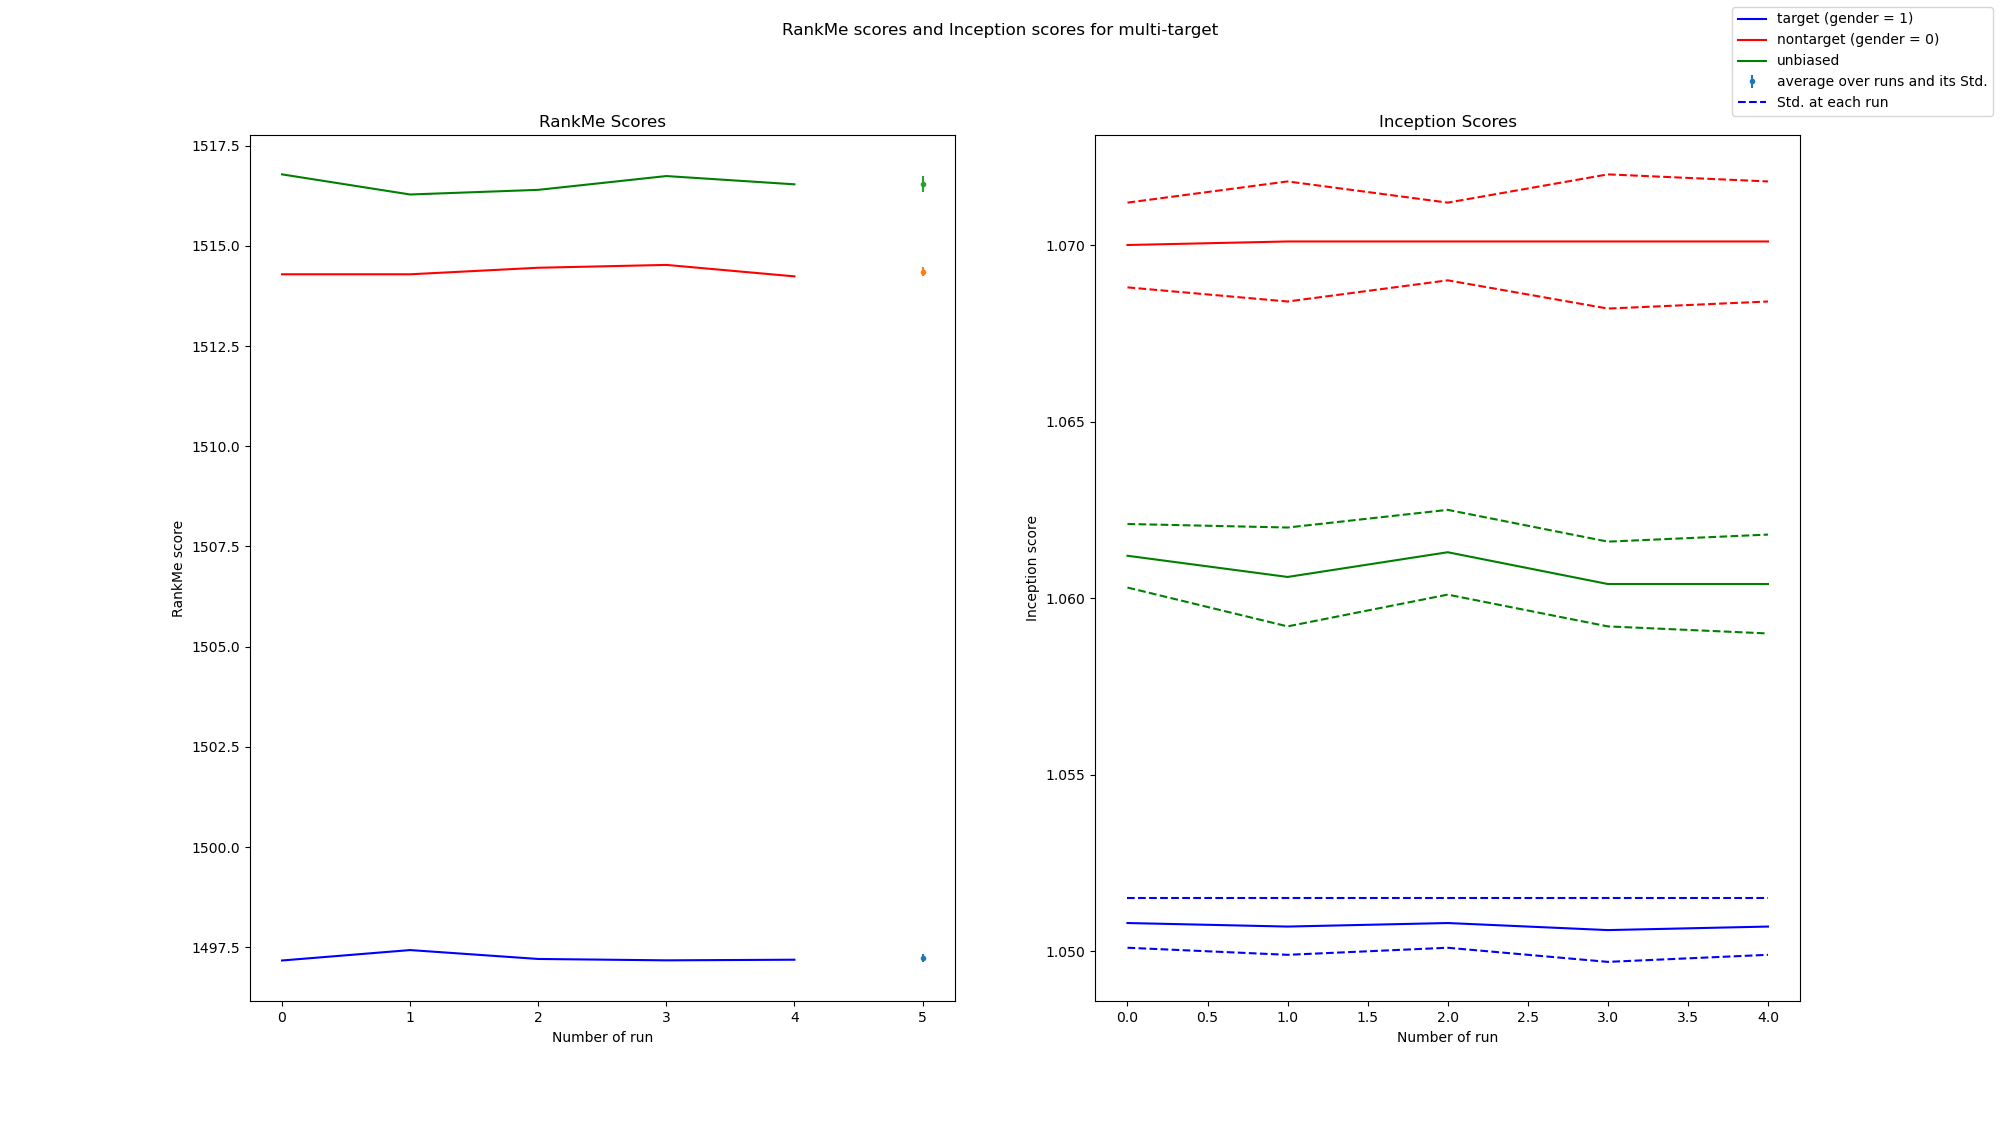 RankMe scores and Inception scores for multi-target
target (gender = 1)
nontarget (gender = 0)
unbiased
average over runs and its Std.
Std. at each run
RankMe Scores
1517.5
1515.0
1512.5
1510.0
1507.5
1505.0
1502.5
1500.0
1497.5
RankMe score
0 1 2 3 4 5
Number of run
Inception Scores
1.070
1.065
1.060
1.055
1.050
Inception score
0.0 0.5 1.0 1.5 2.0 2.5 3.0 3.5 4.0
Number of run